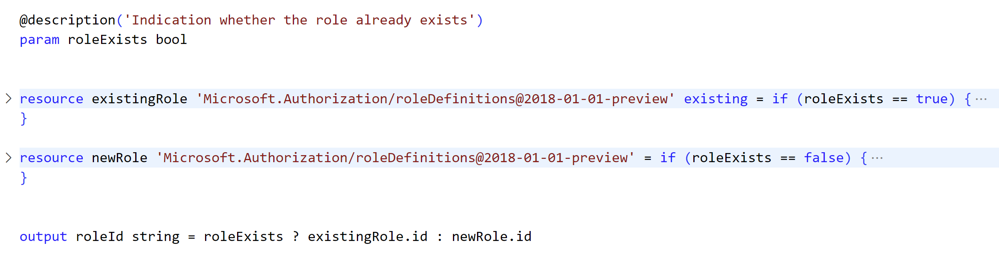 @description('Indication whether the role already exists')
param roleExists bool
resource existingRole 'Microsoft.Authorization/roleDefinitions@2018-01-01-preview' existing = if (roleExists == true) {···
}
resource newRole 'Microsoft.Authorization/roleDefinitions@2018-01-01-preview' = if (roleExists == false) {···
}
output roleId string = roleExists ? existingRole.id : newRole.id